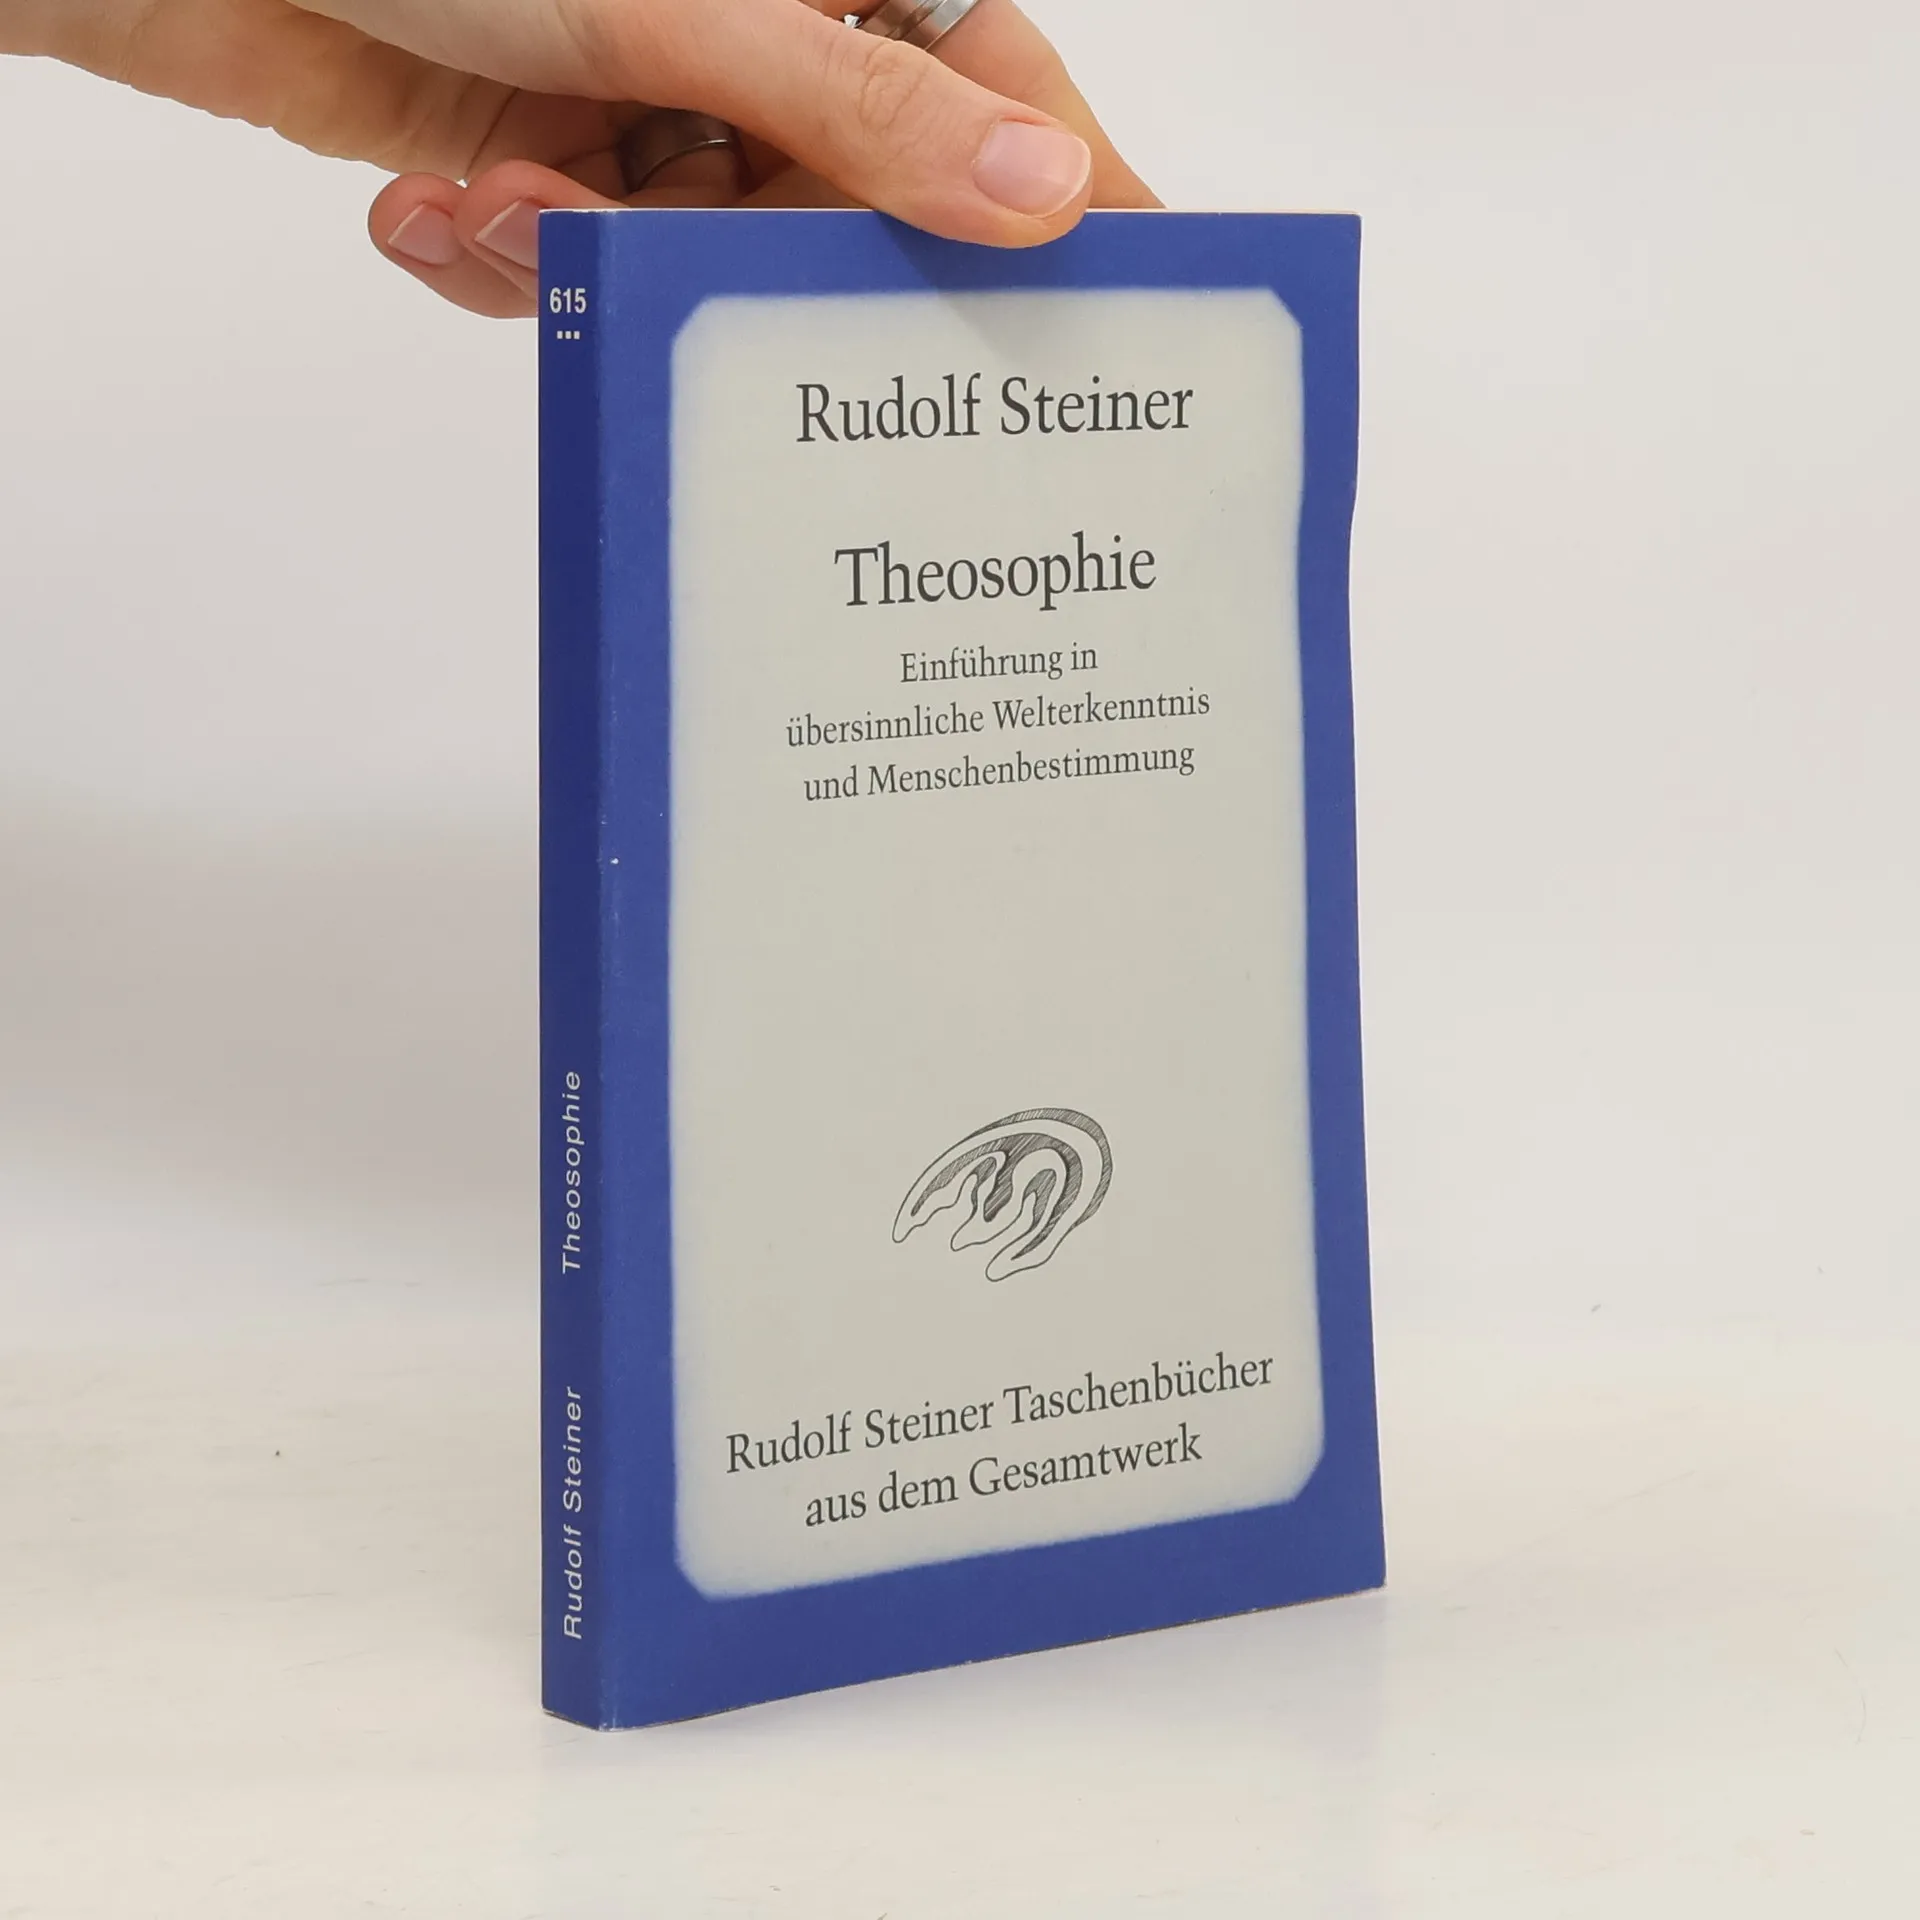 615
Rudolf Steiner Theosophie
Rudolf Steiner
Theosophie
Einführung in
übersinnliche Welterkenntnis
und Menschenbestimmung
Rudolf Steiner Taschenbücher
aus dem Gesamtwerk